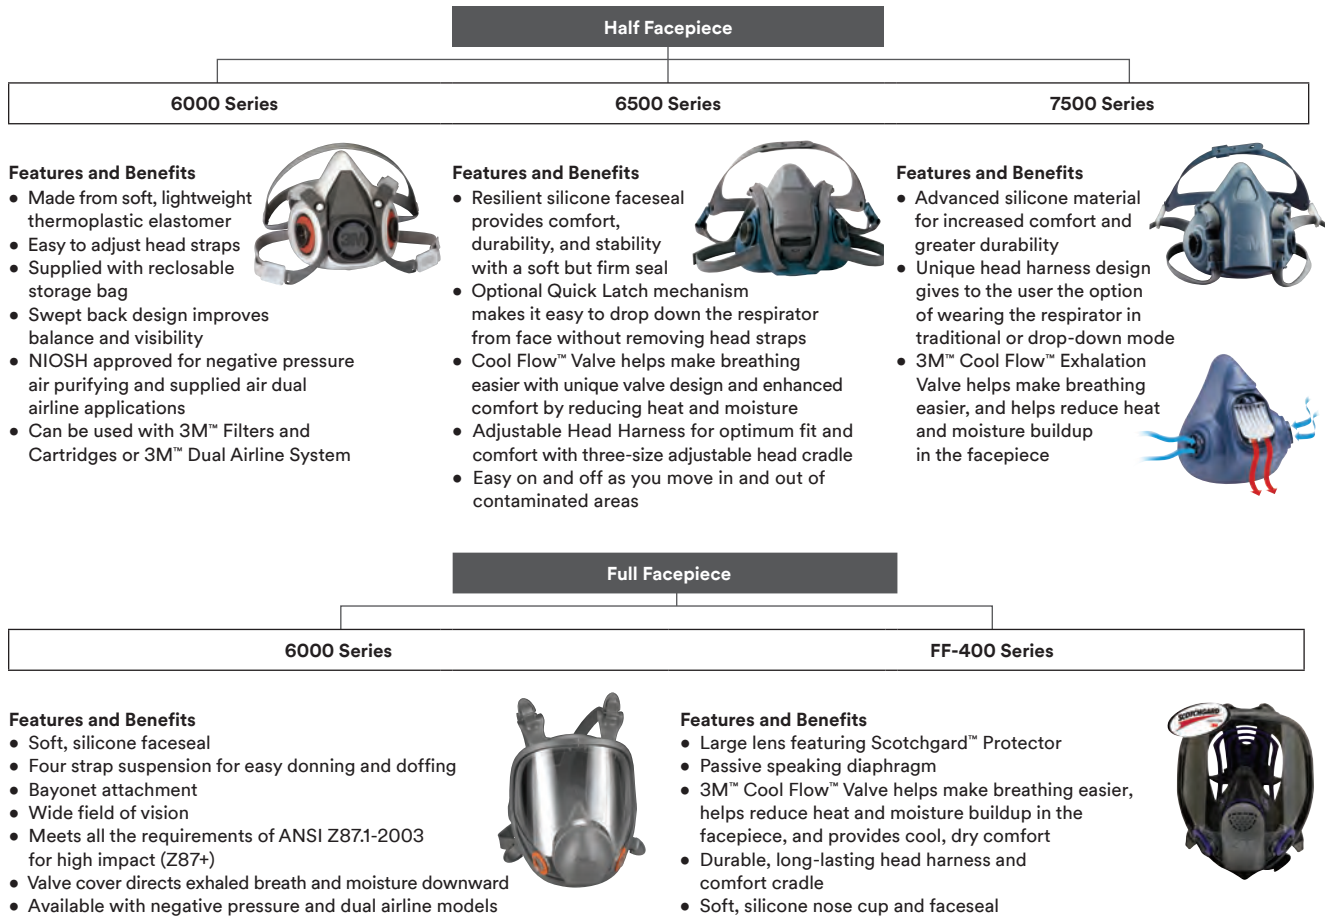 Half Facepiece
6000 Series
6500 Series
7500 Series
Features and Benefits
• Made from soft, lightweight
thermoplastic elastomer
• Easy to adjust head straps
• Supplied with reclosable
storage bag
• Swept back design improves
balance and visibility
• NIOSH approved for negative pressure
air purifying and supplied air dual
airline applications
• Can be used with 3M™ Filters and
Cartridges or 3M™ Dual Airline System
3M
Features and Benefits
• Resilient silicone faceseal
provides comfort,
durability, and stability
with a soft but firm seal
• Optional Quick Latch mechanism
makes it easy to drop down the respirator
from face without removing head straps
• Cool Flow™ Valve helps make breathing
easier with unique valve design and enhanced
comfort by reducing heat and moisture
• Adjustable Head Harness for optimum fit and
comfort with three-size adjustable head cradle
• Easy on and off as you move in and out of
contaminated areas
Features and Benefits
• Advanced silicone material
for increased comfort and
greater durability
• Unique head harness design
gives to the user the option
of wearing the respirator in
traditional or drop-down mode
• 3M™ Cool Flow™ Exhalation
Valve helps make breathing
easier, and helps reduce heat
and moisture buildup
in the facepiece
3M
Full Facepiece
6000 Series
FF-400 Series
Features and Benefits
• Soft, silicone faceseal
• Four strap suspension for easy donning and doffing
• Bayonet attachment
• Wide field of vision
• Meets all the requirements of ANSI Z87.1-2003
for high impact (Z87+)
• Valve cover directs exhaled breath and moisture downward
• Available with negative pressure and dual airline models
Features and Benefits
• Large lens featuring Scotchgard™ Protector
• Passive speaking diaphragm
• 3M™ Cool Flow™ Valve helps make breathing easier,
helps reduce heat and moisture buildup in the
facepiece, and provides cool, dry comfort
• Durable, long-lasting head harness and
comfort cradle
• Soft, silicone nose cup and faceseal
SCOTCHGARD